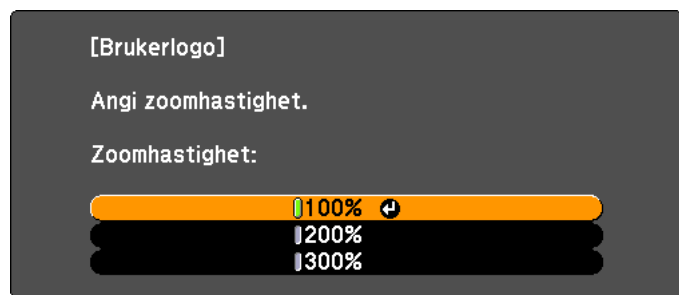 [Brukerlogo]
Angi zoomhastighet.
Zoomhastighet:
100%
200%
300%